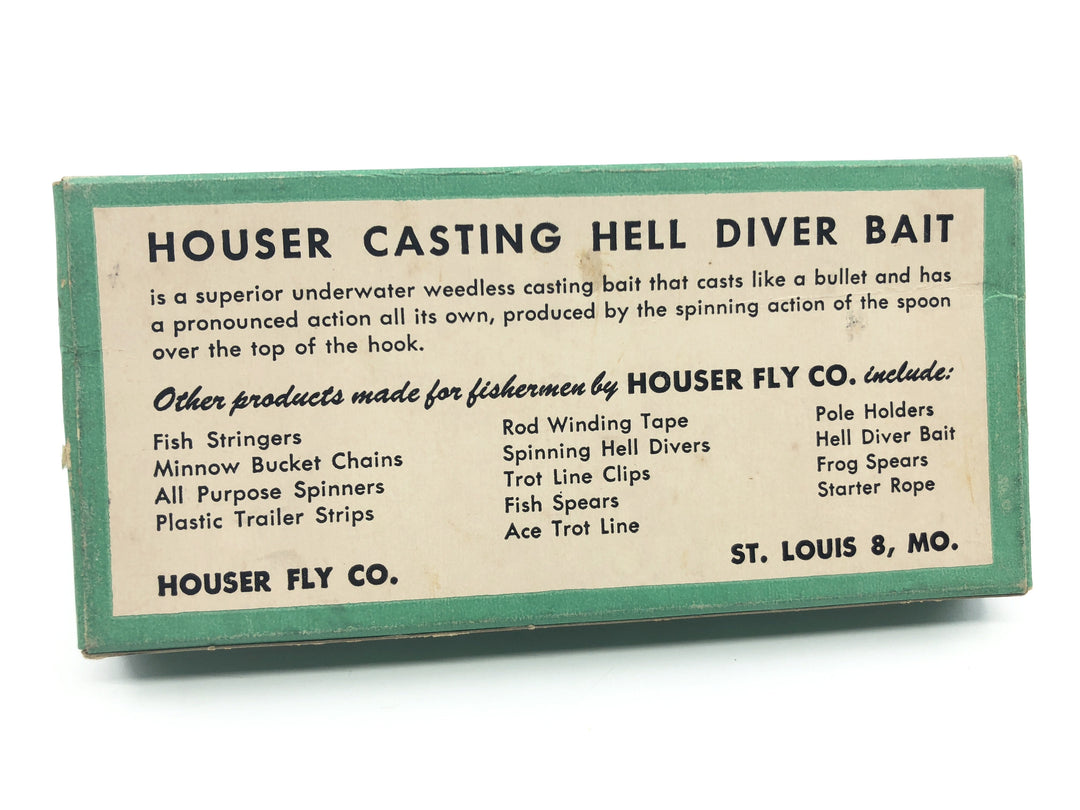 HOUSER CASTING HELL DIVER BAIT
is a superior underwater weedless casting bait that casts like a bullet and has
a pronounced action all its own, produced by the spinning action of the spoon
over the top of the hook.
Other products made for fishermen by HOUSER FLY CO. include:
Fish Stringers
Minnow Bucket Chains
All Purpose Spinners
Plastic Trailer Strips
Rod Winding Tape
Spinning Hell Divers
Trot Line Clips
Fish Spears
Ace Trot Line
Pole Holders
Hell Diver Bait
Frog Spears
Starter Rope
HOUSER FLY CO.
ST. LOUIS 8, MO.